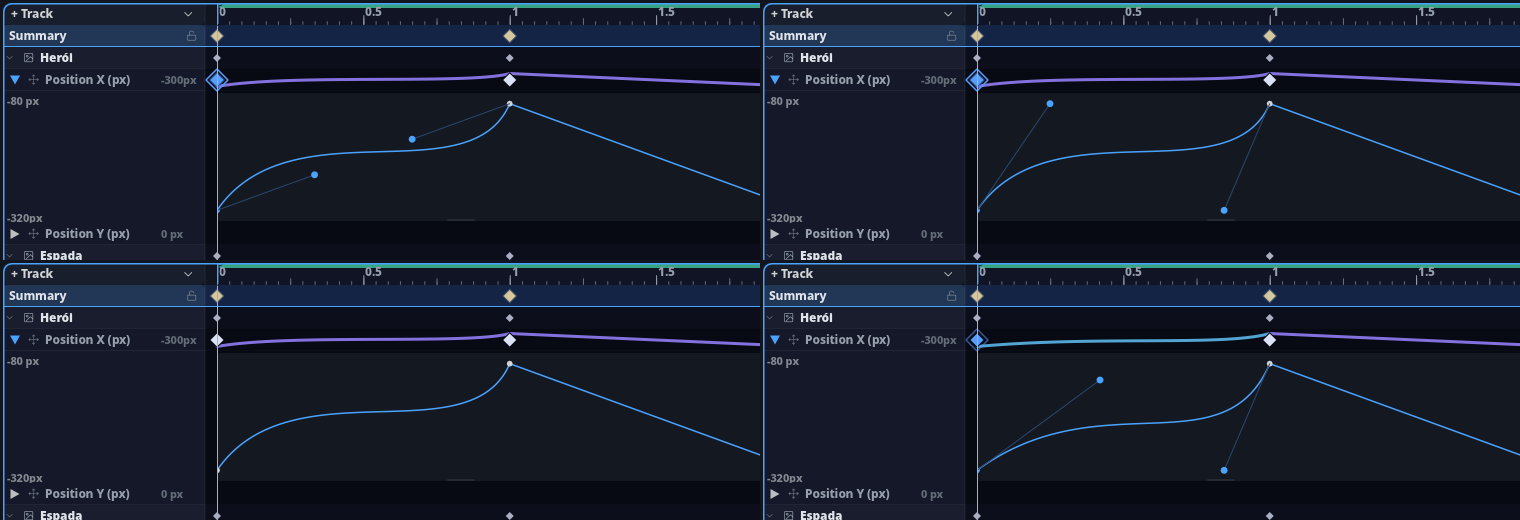 + Track 0 0.5 1 1.5
Summary
Heról
Position X (px) -300px
-80 px
-320px
Position Y (px) 0 px
Espada
+ Track 0 0.5 1 1.5
Summary
Heról
Position X (px) -300px
-80 px
-320px
Position Y (px) 0 px
Espada
+ Track 0 0.5 1 1.5
Summary
Heról
Position X (px) -300px
-80 px
-320px
Position Y (px) 0 px
Espada
+ Track 0 0.5 1 1.5
Summary
Heról
Position X (px) -300px
-80 px
-320px
Position Y (px) 0 px
Espada